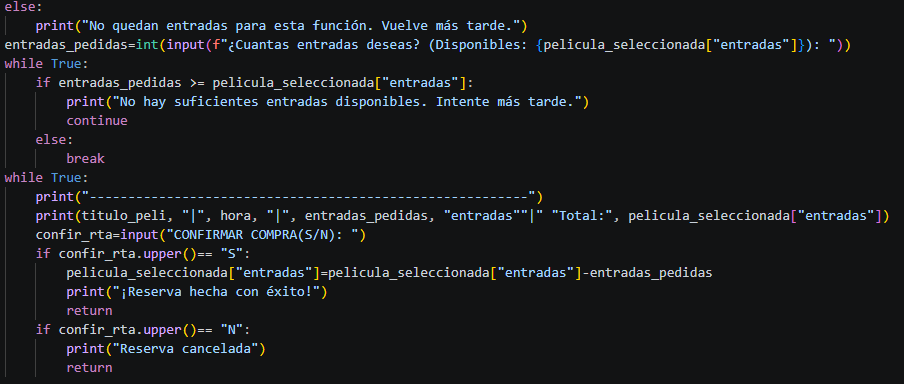 else:
    print("No quedan entradas para esta función. Vuelve más tarde.")
entradas_pedidas=int(input(f"¿Cuantas entradas deseas? (Disponibles: {pelicula_seleccionada["entradas"]}): "))
while True:
    if entradas_pedidas >= pelicula_seleccionada["entradas"]:
        print("No hay suficientes entradas disponibles. Intente más tarde.")
        continue
    else:
        break
while True:
    print("--------------------------------------------------------")
    print(titulo_peli, "|", hora, "|", entradas_pedidas, "entradas""|" "Total:", pelicula_seleccionada["entradas"])
    confir_rta=input("CONFIRMAR COMPRA(S/N): ")
    if confir_rta.upper()== "S":
        pelicula_seleccionada["entradas"]=pelicula_seleccionada["entradas"]-entradas_pedidas
        print("¡Reserva hecha con éxito!")
        return
    if confir_rta.upper()== "N":
        print("Reserva cancelada")
        return